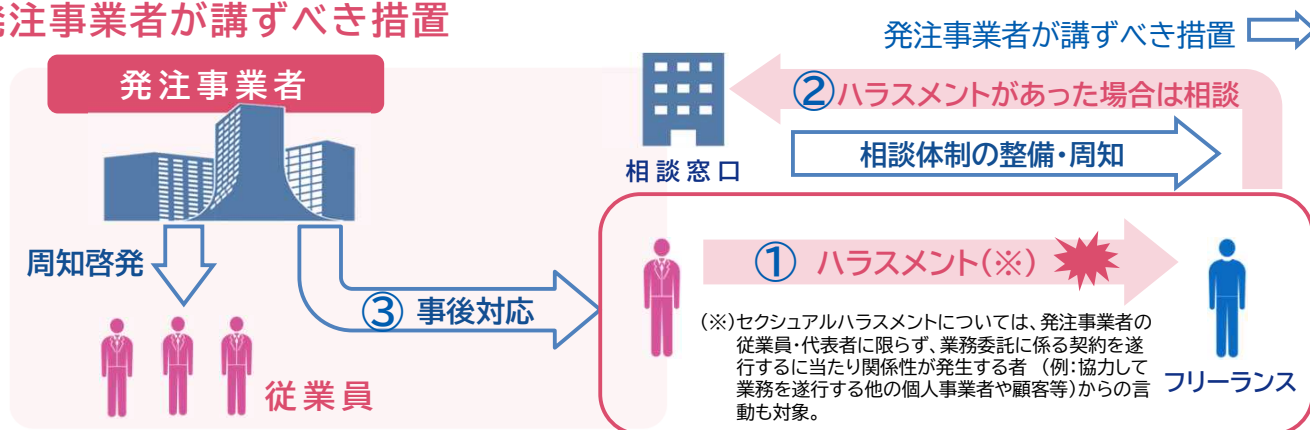 発注事業者が講ずべき措置
発注事業者が講ずべき措置
発注事業者
②ハラスメントがあった場合は相談
相談体制の整備・周知
相談窓口
周知啓発
① ハラスメント(※)
③ 事後対応
(※)セクシュアルハラスメントについては、発注事業者の
従業員・代表者に限らず、業務委託に係る契約を遂
行するに当たり関係性が発生する者 (例:協力して
業務を遂行する他の個人事業者や顧客等)からの言
動も対象。
フリーランス
従業員